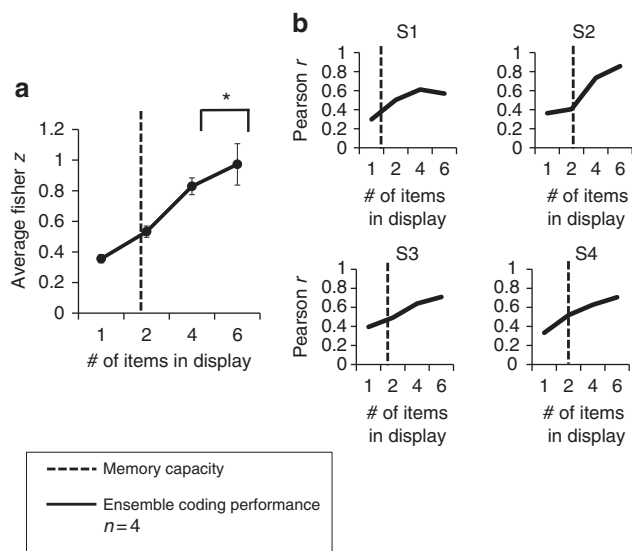 a
*
1.2
1
0.8
0.6
0.4
0.2
0
Average fisher z
1 2 4 6
# of items in display
b
S1
1
0.8
0.6
0.4
0.2
0
Pearson r
1 2 4 6
# of items
in display
S2
1
0.8
0.6
0.4
0.2
0
1 2 4 6
# of items
in display
S3
1
0.8
0.6
0.4
0.2
0
Pearson r
1 2 4 6
# of items
in display
S4
1
0.8
0.6
0.4
0.2
0
1 2 4 6
# of items
in display
Memory capacity
Ensemble coding performance
n=4